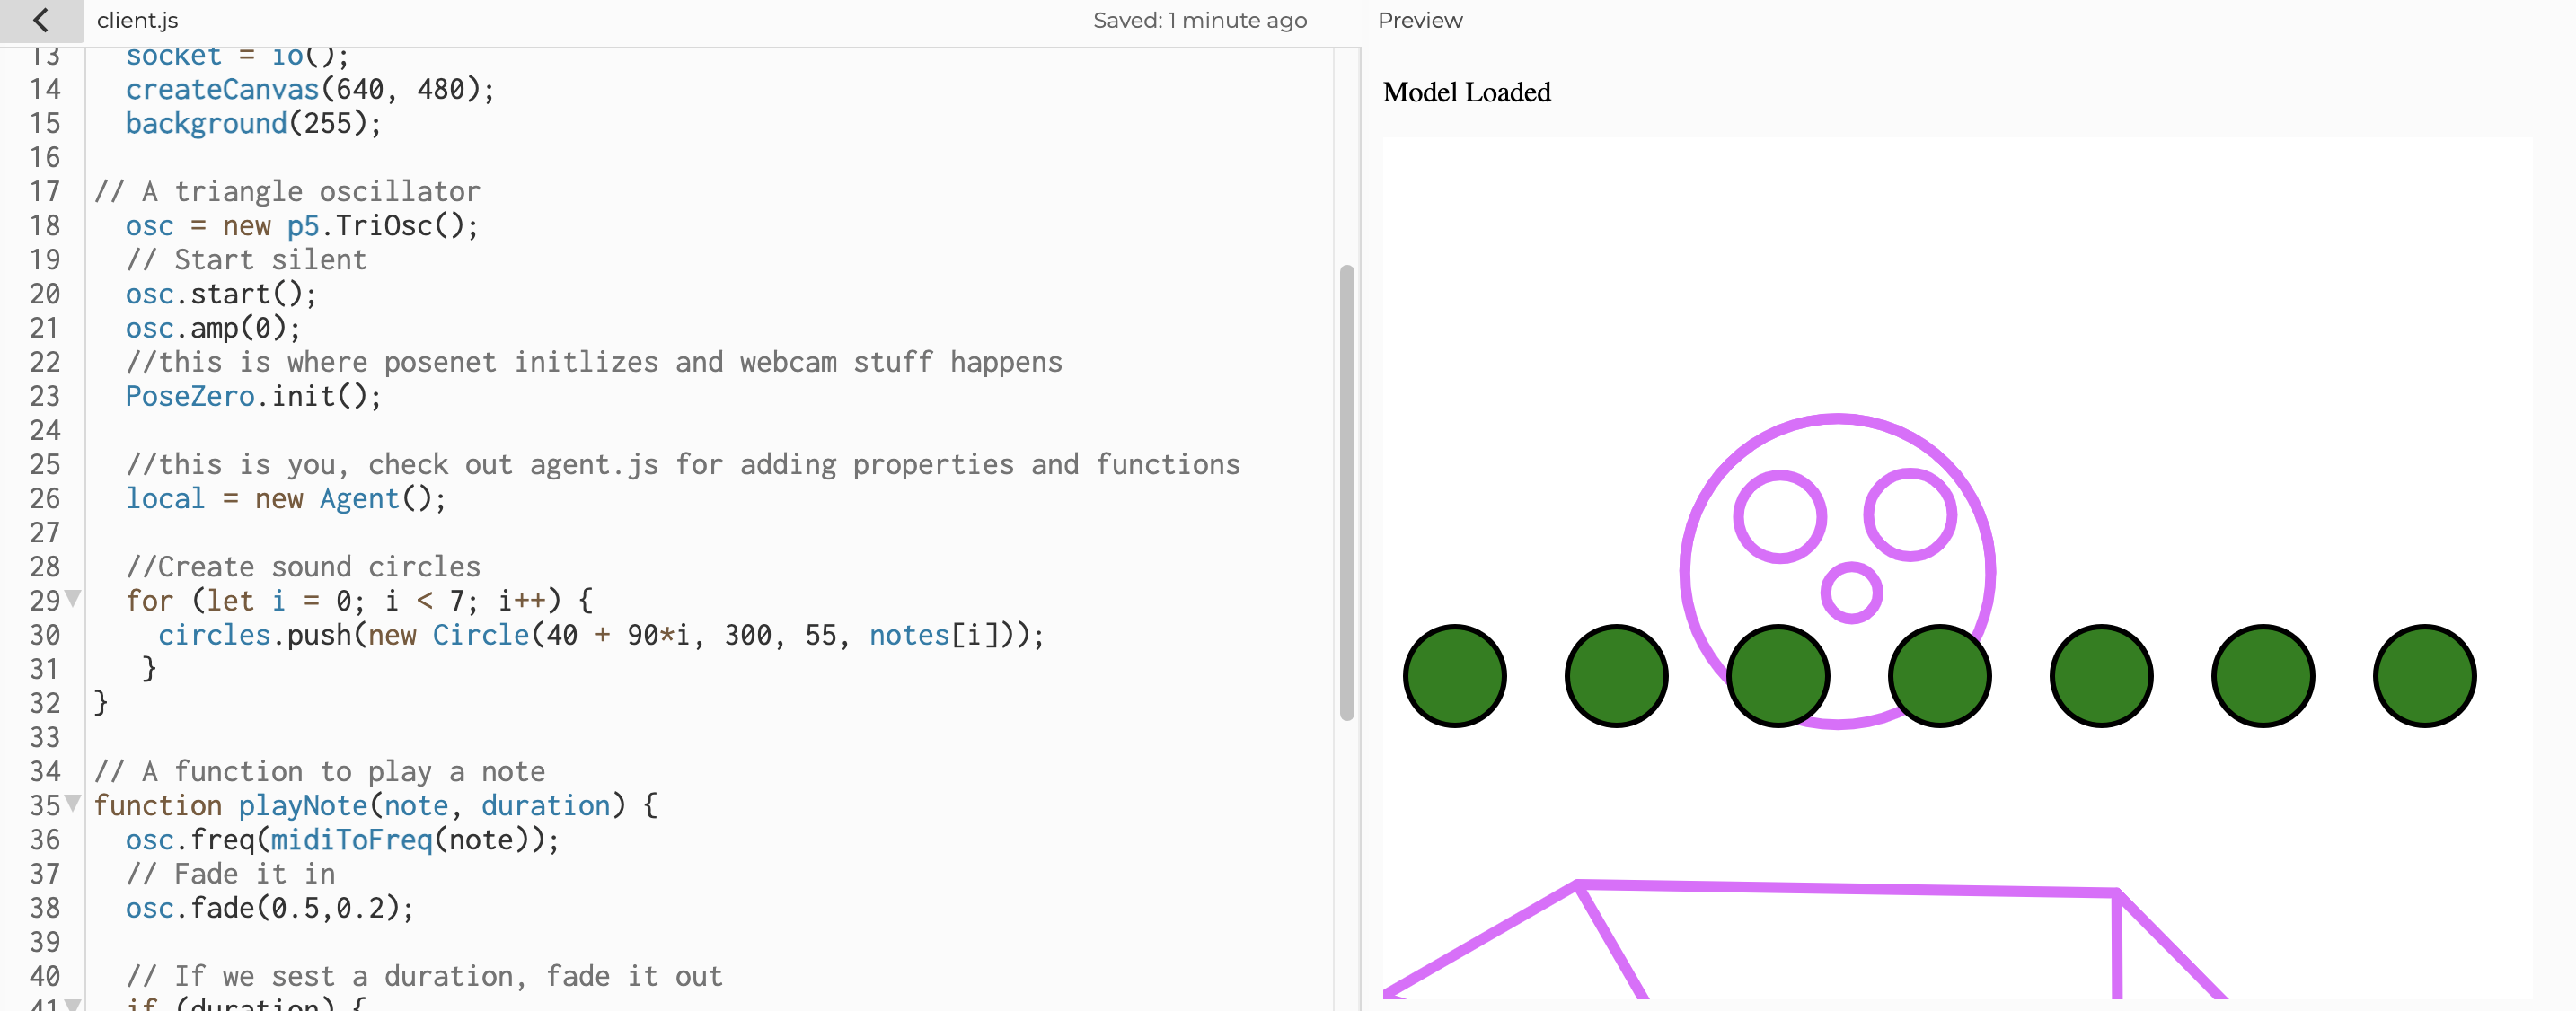 client.js
Saved: 1 minute ago
Preview
13 socket = io();
14 createCanvas(640, 480);
15 background(255);
16
17 // A triangle oscillator
18 osc = new p5.TriOsc();
19 // Start silent
20 osc.start();
21 osc.amp(0);
22 //this is where posenet initlizes and webcam stuff happens
23 PoseZero.init();
24
25 //this is you, check out agent.js for adding properties and functions
26 local = new Agent();
27
28 //Create sound circles
29 for (let i = 0; i < 7; i++) {
30 circles.push(new Circle(40 + 90*i, 300, 55, notes[i]));
31 }
32 }
33
34 // A function to play a note
35 function playNote(note, duration) {
36 osc.freq(midiToFreq(note));
37 // Fade it in
38 osc.fade(0.5,0.2);
39
40 // If we sest a duration, fade it out
41 if (duration) {
Model Loaded